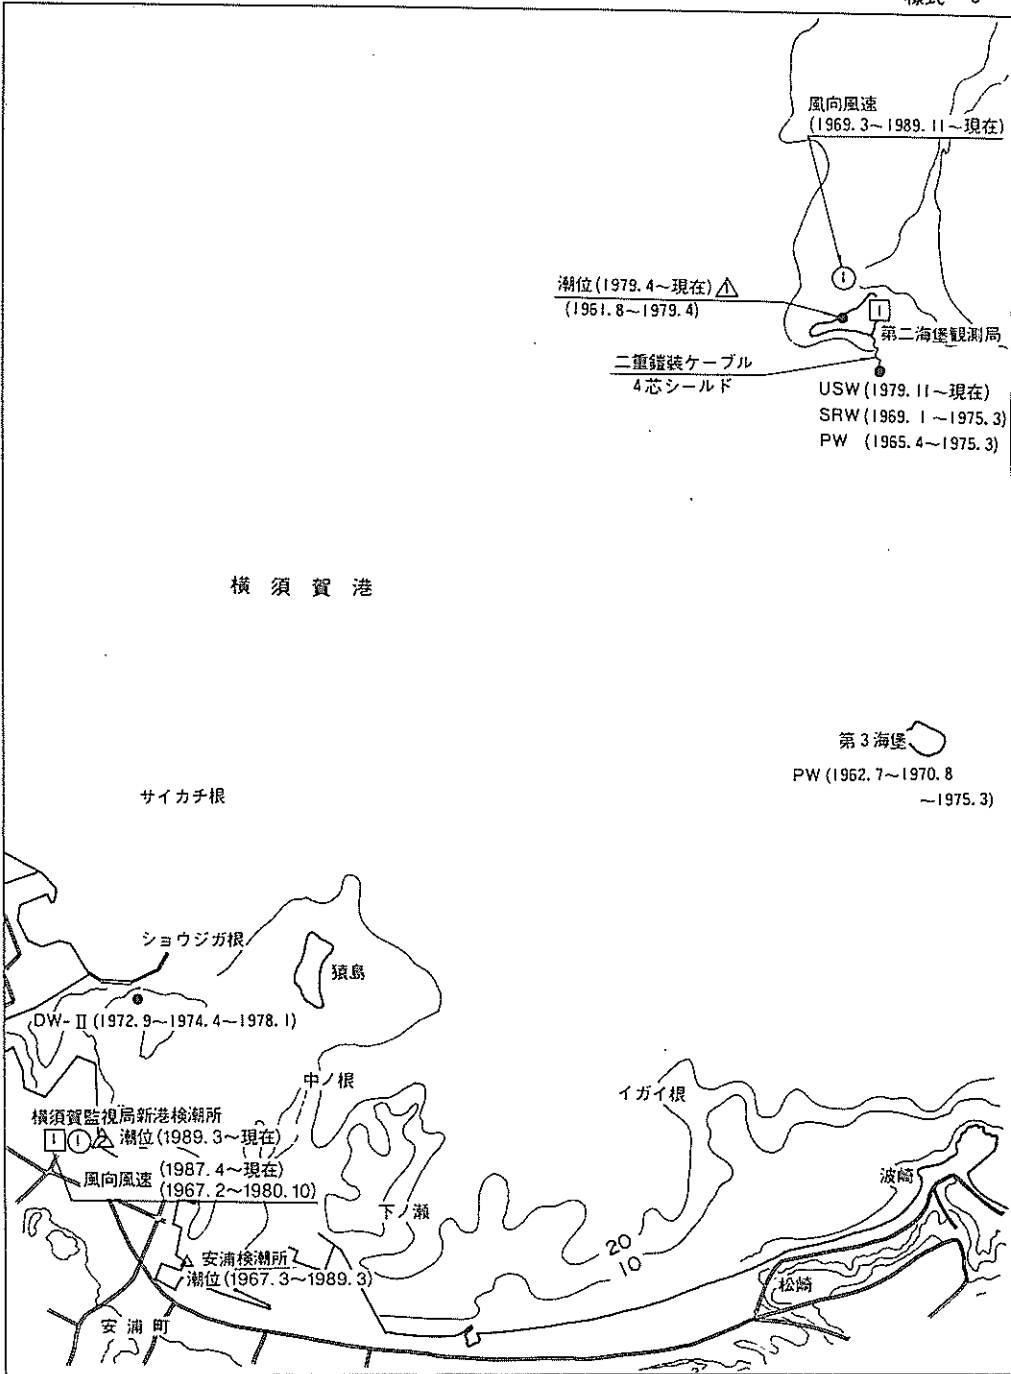 風向風速
(1969. 3~1989. 11~現在)
潮位(1979. 4~現在) 1
(1961. 8~1979. 4)
1
1
第二海堡観測局
二重鎧装ケーブル
4芯シールド
USW (1979. 11~現在)
SRW (1969. 1 ~1975. 3)
PW (1965. 4~1975. 3)
横 須 賀 港
第3海堡
PW (1962. 7~1970. 8
~1975. 3)
サイカチ根
ショウジガ根
猿島
DW-Ⅱ (1972. 9~1974. 4~1978. 1)
中ノ根
イガイ根
横須賀監視局新港検潮所
1 1 2 潮位(1989. 3~現在)
風向風速 (1987. 4~現在)
(1967. 2~1980. 10)
波崎
下ノ瀬
20
10
安浦検潮所
潮位(1967. 3~1989. 3)
松崎
安 浦 町